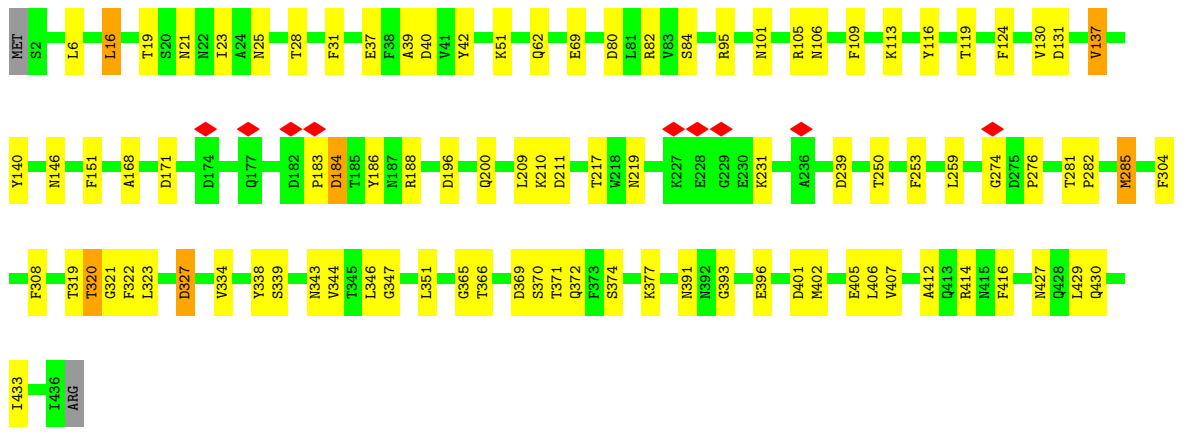 MET S2 L6 L16 T19 S20 N21 N22 I23 A24 N25 T28 F31 E37 F38 A39 D40 V41 Y42 K51 Q62 E69 D80 L81 R82 V83 S84 R95 N101 R105 N106 F109 K113 Y116 T119 F124 V130 D131 V137
Y140 N146 F151 A168 D171 D174 Q177 D182 P183 D184 T185 Y186 N187 R188 D196 Q200 L209 K210 D211 T217 W218 N219 K227 E228 G229 E230 K231 A236 D239 T250 F253 L259 G274 D275 P276 T281 P282 M285 F304
F308 T319 T320 G321 F322 L323 D327 V334 Y338 S339 N343 V344 T345 L346 G347 L351 G365 T366 D369 S370 T371 Q372 F373 S374 K377 N391 N392 G393 E396 D401 M402 E405 L406 V407 A412 Q413 R414 N415 F416 N427 Q428 L429 Q430
I433 I436 ARG